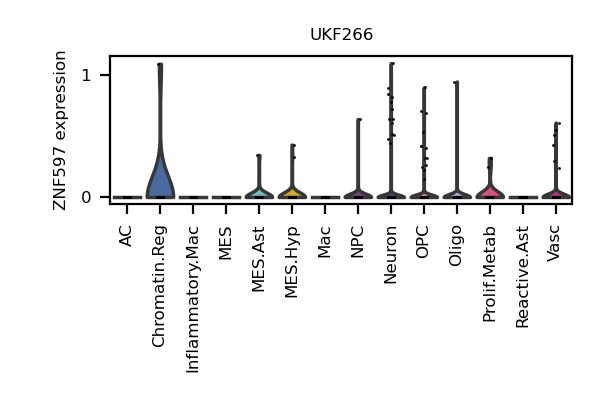 UKF266
ZNF597 expression
1
0
AC
Chromatin.Reg
Inflammatory.Mac
MES
MES.Ast
MES.Hyp
Mac
NPC
Neuron
OPC
Oligo
Prolif.Metab
Reactive.Ast
Vasc